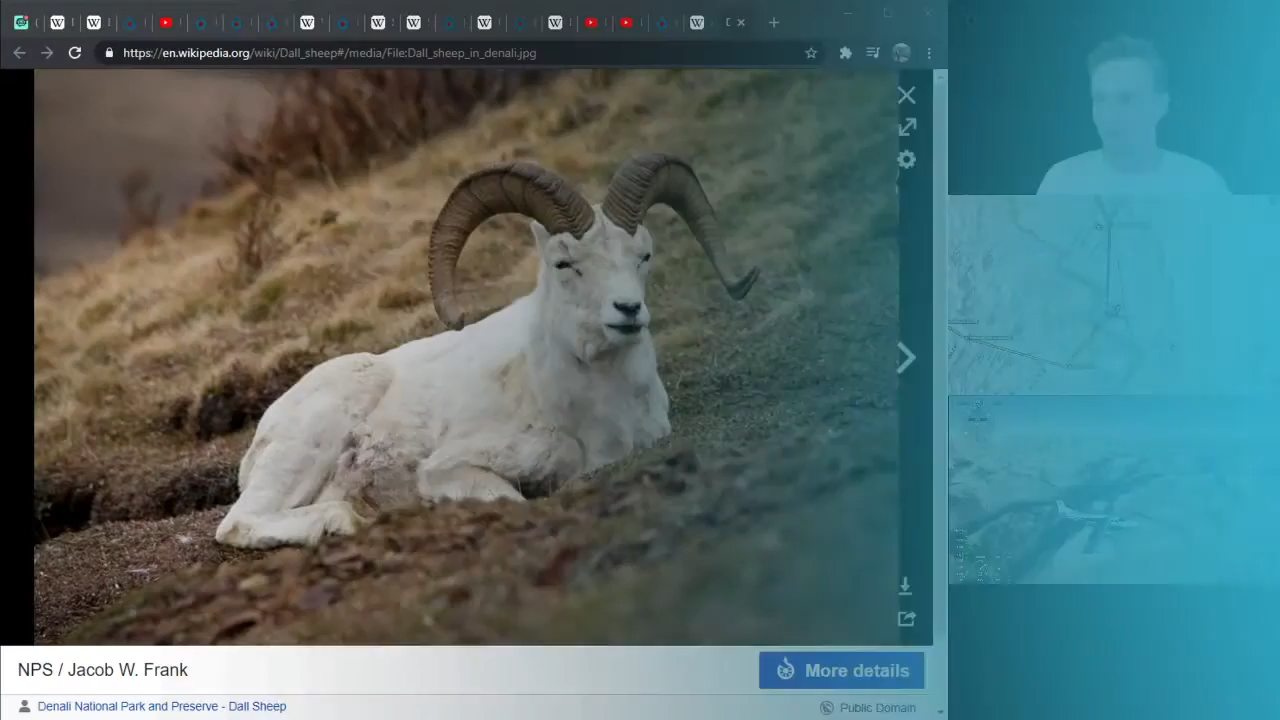 https://en.wikipedia.org/wiki/Dall_sheep#/media/File:Dall_sheep_in_denali.jpg
NPS / Jacob W. Frank
More details
Denali National Park and Preserve - Dall Sheep
Public Domain